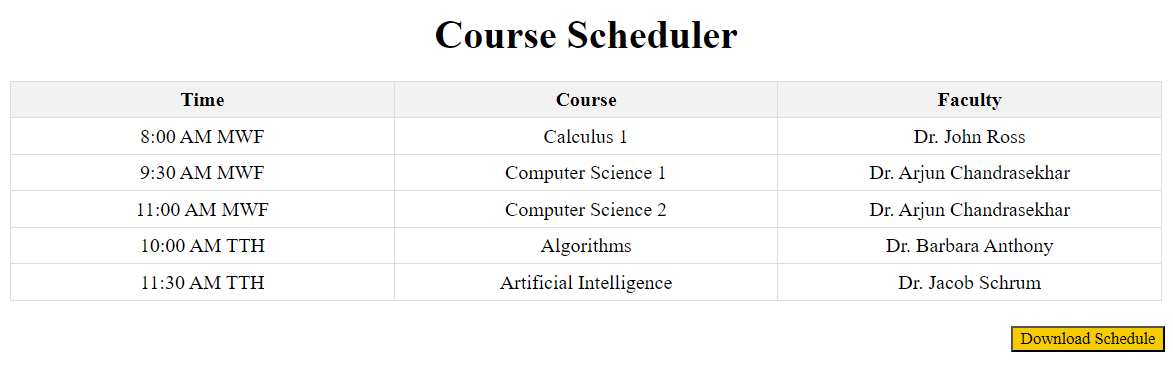 Course Scheduler
Time Course Faculty
8:00 AM MWF Calculus 1 Dr. John Ross
9:30 AM MWF Computer Science 1 Dr. Arjun Chandrasekhar
11:00 AM MWF Computer Science 2 Dr. Arjun Chandrasekhar
10:00 AM TTH Algorithms Dr. Barbara Anthony
11:30 AM TTH Artificial Intelligence Dr. Jacob Schrum
Download Schedule